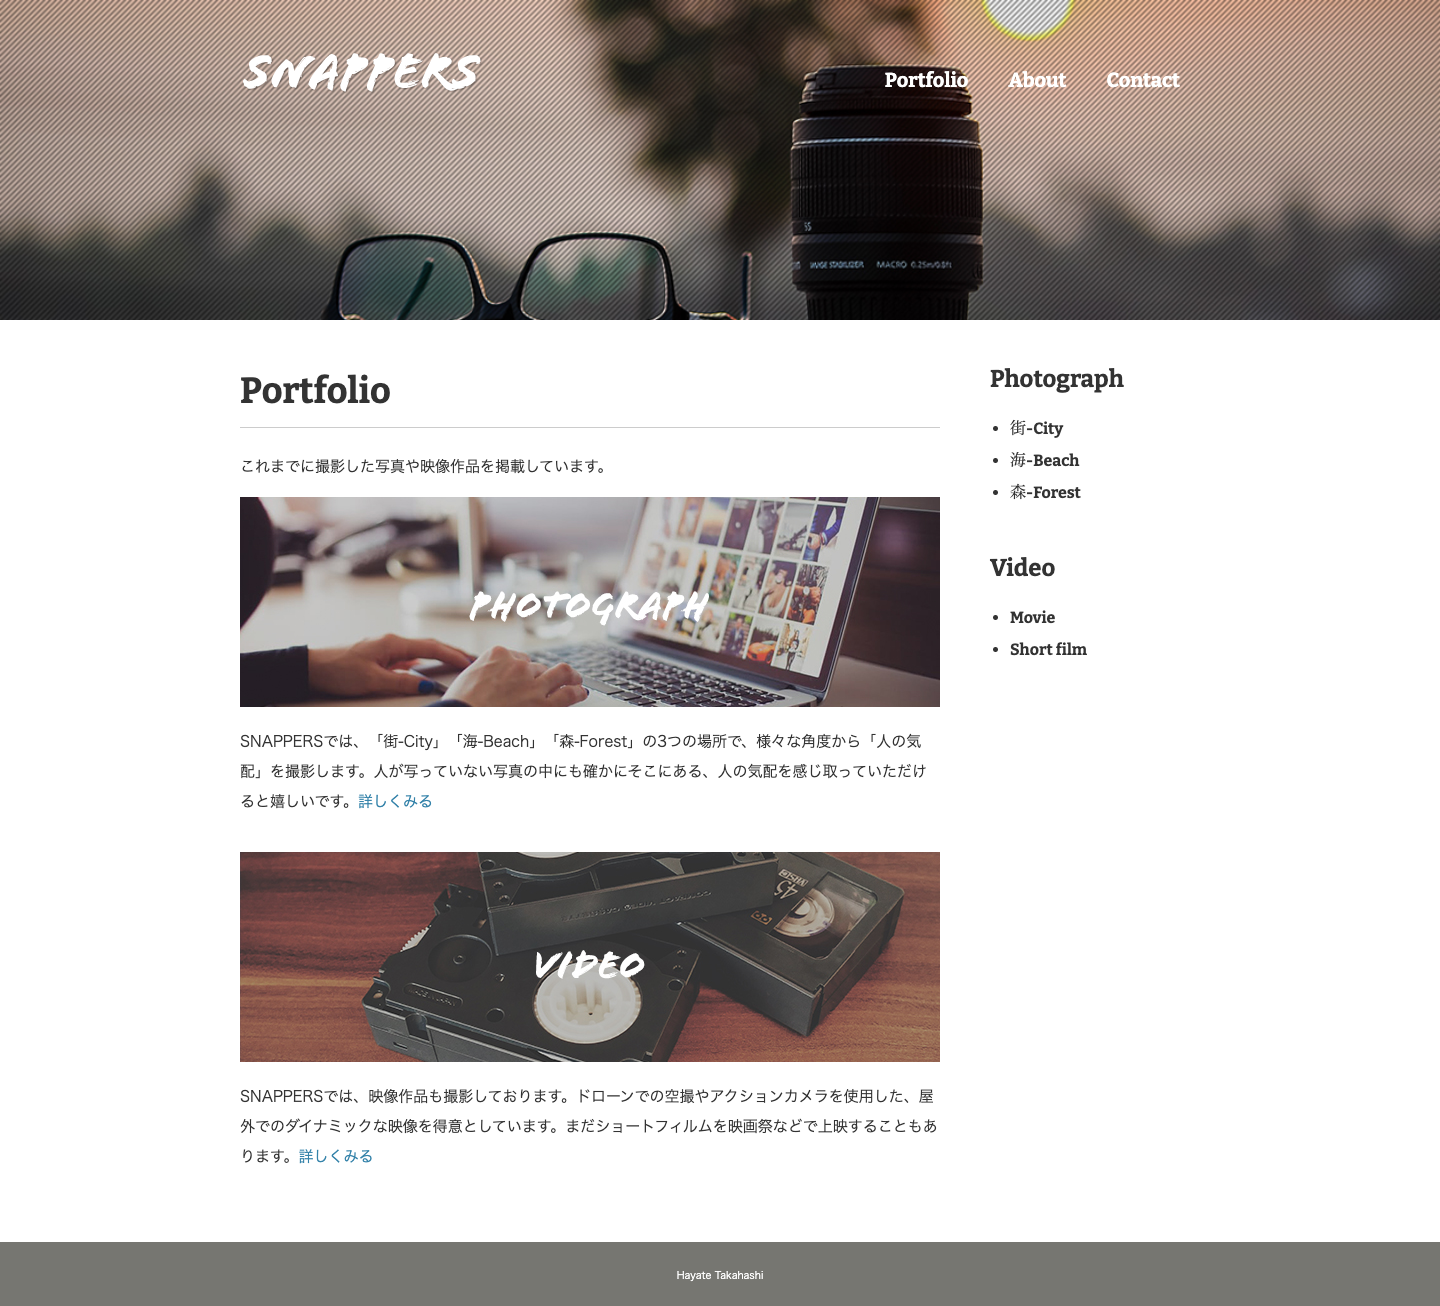 SNAPPERS
Portfolio About Contact
55
IMAGE STABILIZER MACRO 0.25m/0.8ft
Portfolio
これまでに撮影した写真や映像作品を掲載しています。
PHOTOGRAPH
SNAPPERSでは、「街-City」「海-Beach」「森-Forest」の3つの場所で、様々な角度から「人の気
配」を撮影します。人が写っていない写真の中にも確かにそこにある、人の気配を感じ取っていただけ
ると嬉しいです。詳しくみる
45
VIDEO
SNAPPERSでは、映像作品も撮影しております。ドローンでの空撮やアクションカメラを使用した、屋
外でのダイナミックな映像を得意としています。まだショートフィルムを映画祭などで上映することもあ
ります。詳しくみる
Photograph
街-City
海-Beach
森-Forest
Video
Movie
Short film
Hayate Takahashi